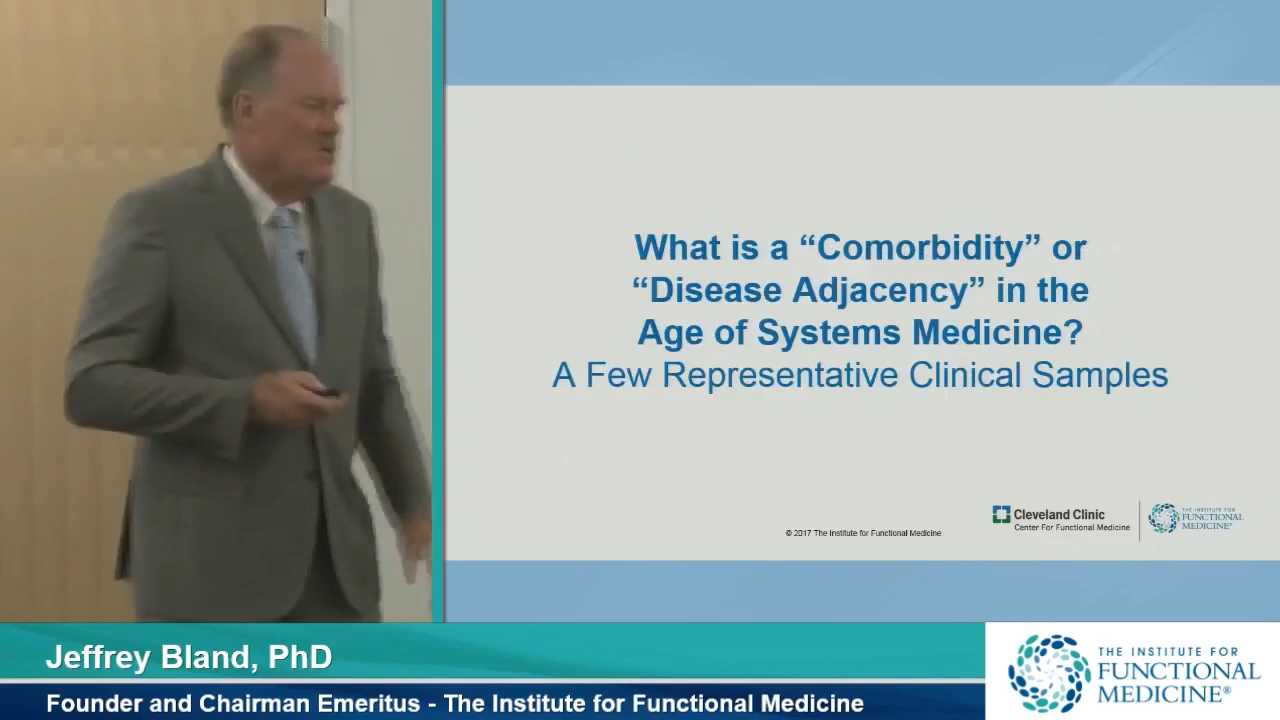 What is a “Comorbidity” or
“Disease Adjacency” in the
Age of Systems Medicine?
A Few Representative Clinical Samples
© 2017 The Institute for Functional Medicine
Cleveland Clinic
Center For Functional Medicine
THE INSTITUTE FOR
FUNCTIONAL
MEDICINE®
Jeffrey Bland, PhD
Founder and Chairman Emeritus - The Institute for Functional Medicine
THE INSTITUTE FOR
FUNCTIONAL
MEDICINE®